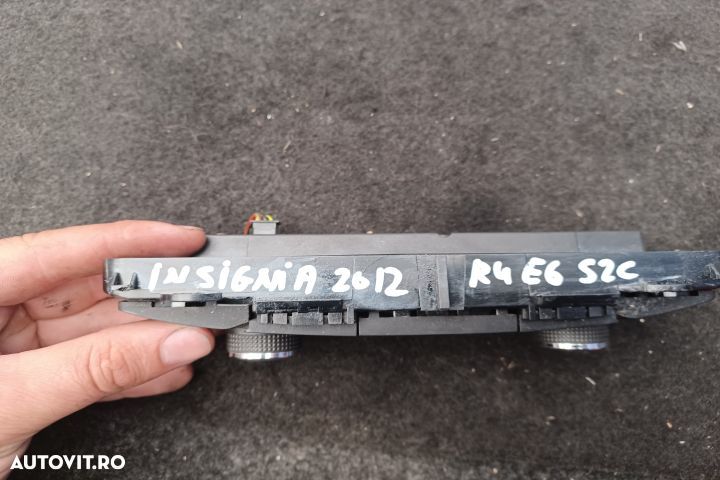 INSIGNIA 2012 R4 E6 S2C
AUTOVIT.RO